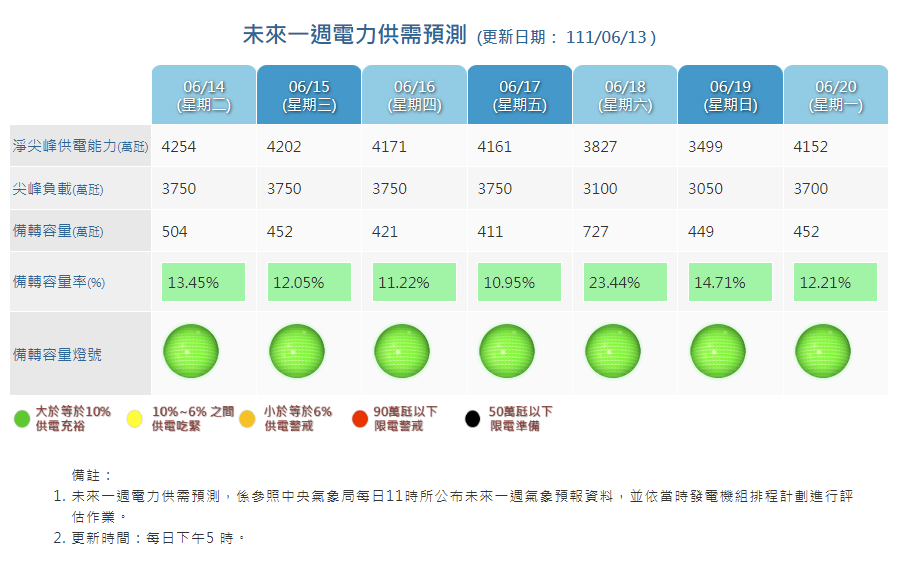 未來一週電力供需預測 (更新日期： 111/06/13 )
06/14 06/15 06/16 06/17 06/18 06/19 06/20
(星期二) (星期三) (星期四) (星期五) (星期六) (星期日) (星期一)
淨尖峰供電能力(萬瓩) 4254 4202 4171 4161 3827 3499 4152
尖峰負載(萬瓩) 3750 3750 3750 3750 3100 3050 3700
備轉容量(萬瓩) 504 452 421 411 727 449 452
備轉容量率(%) 13.45% 12.05% 11.22% 10.95% 23.44% 14.71% 12.21%
備轉容量燈號
大於等於10% 10%~6% 之間 小於等於6% 90萬瓩以下 50萬瓩以下
供電充裕 供電吃緊 供電警戒 限電警戒 限電準備
備註：
1. 未來一週電力供需預測，係參照中央氣象局每日11時所公布未來一週氣象預報資料，並依當時發電機組排程計劃進行評
估作業。
2. 更新時間：每日下午5 時。